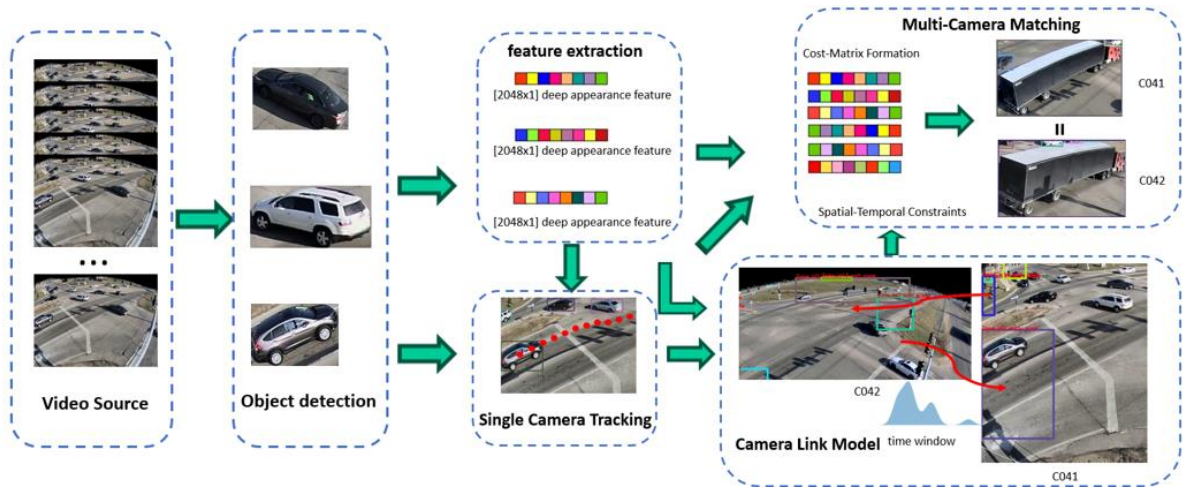 Video Source
Object detection
feature extraction
[2048x1] deep appearance feature
[2048x1] deep appearance feature
[2048x1] deep appearance feature
Single Camera Tracking
Multi-Camera Matching
Cost-Matrix Formation
C041
=
C042
Spatial-Temporal Constraints
C042
Camera Link Model
time window
C041